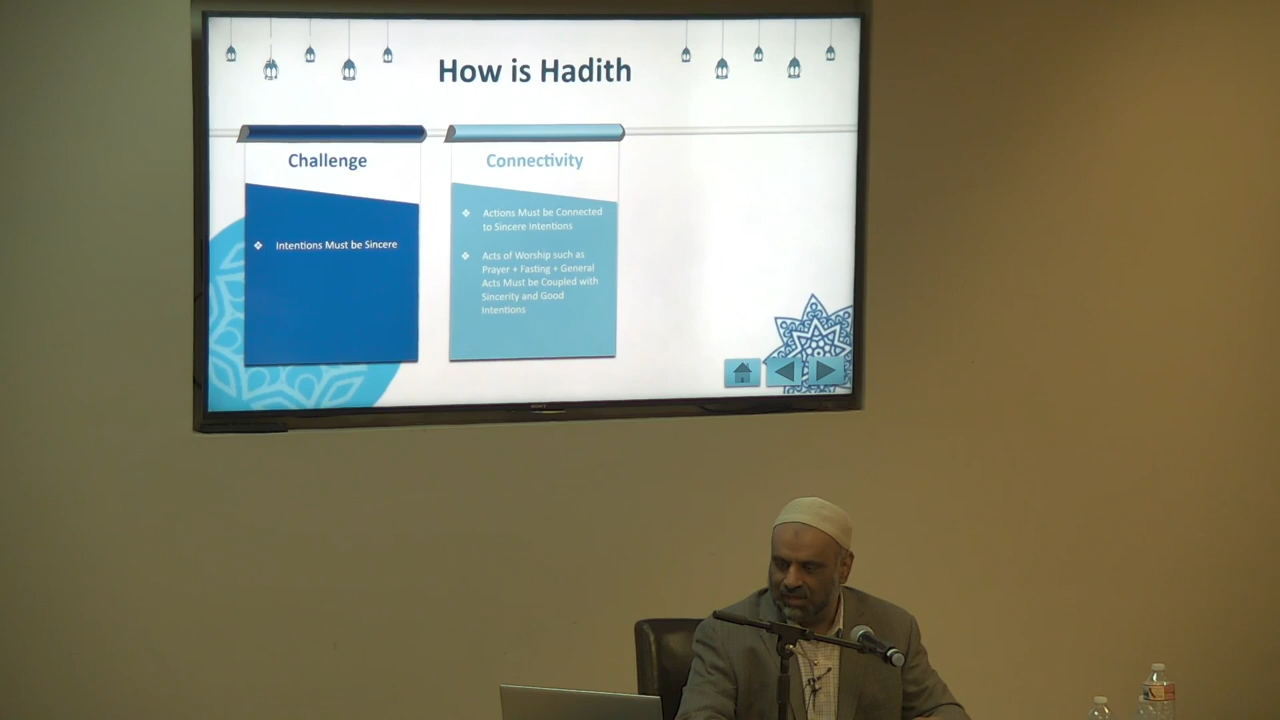 How is Hadith
Challenge
Intentions Must be Sincere
Connectivity
Actions Must be Connected
to Sincere Intentions
Acts of Worship such as
Prayer + Fasting + General
Acts Must be Coupled with
Sincerity and Good
Intentions
SONY